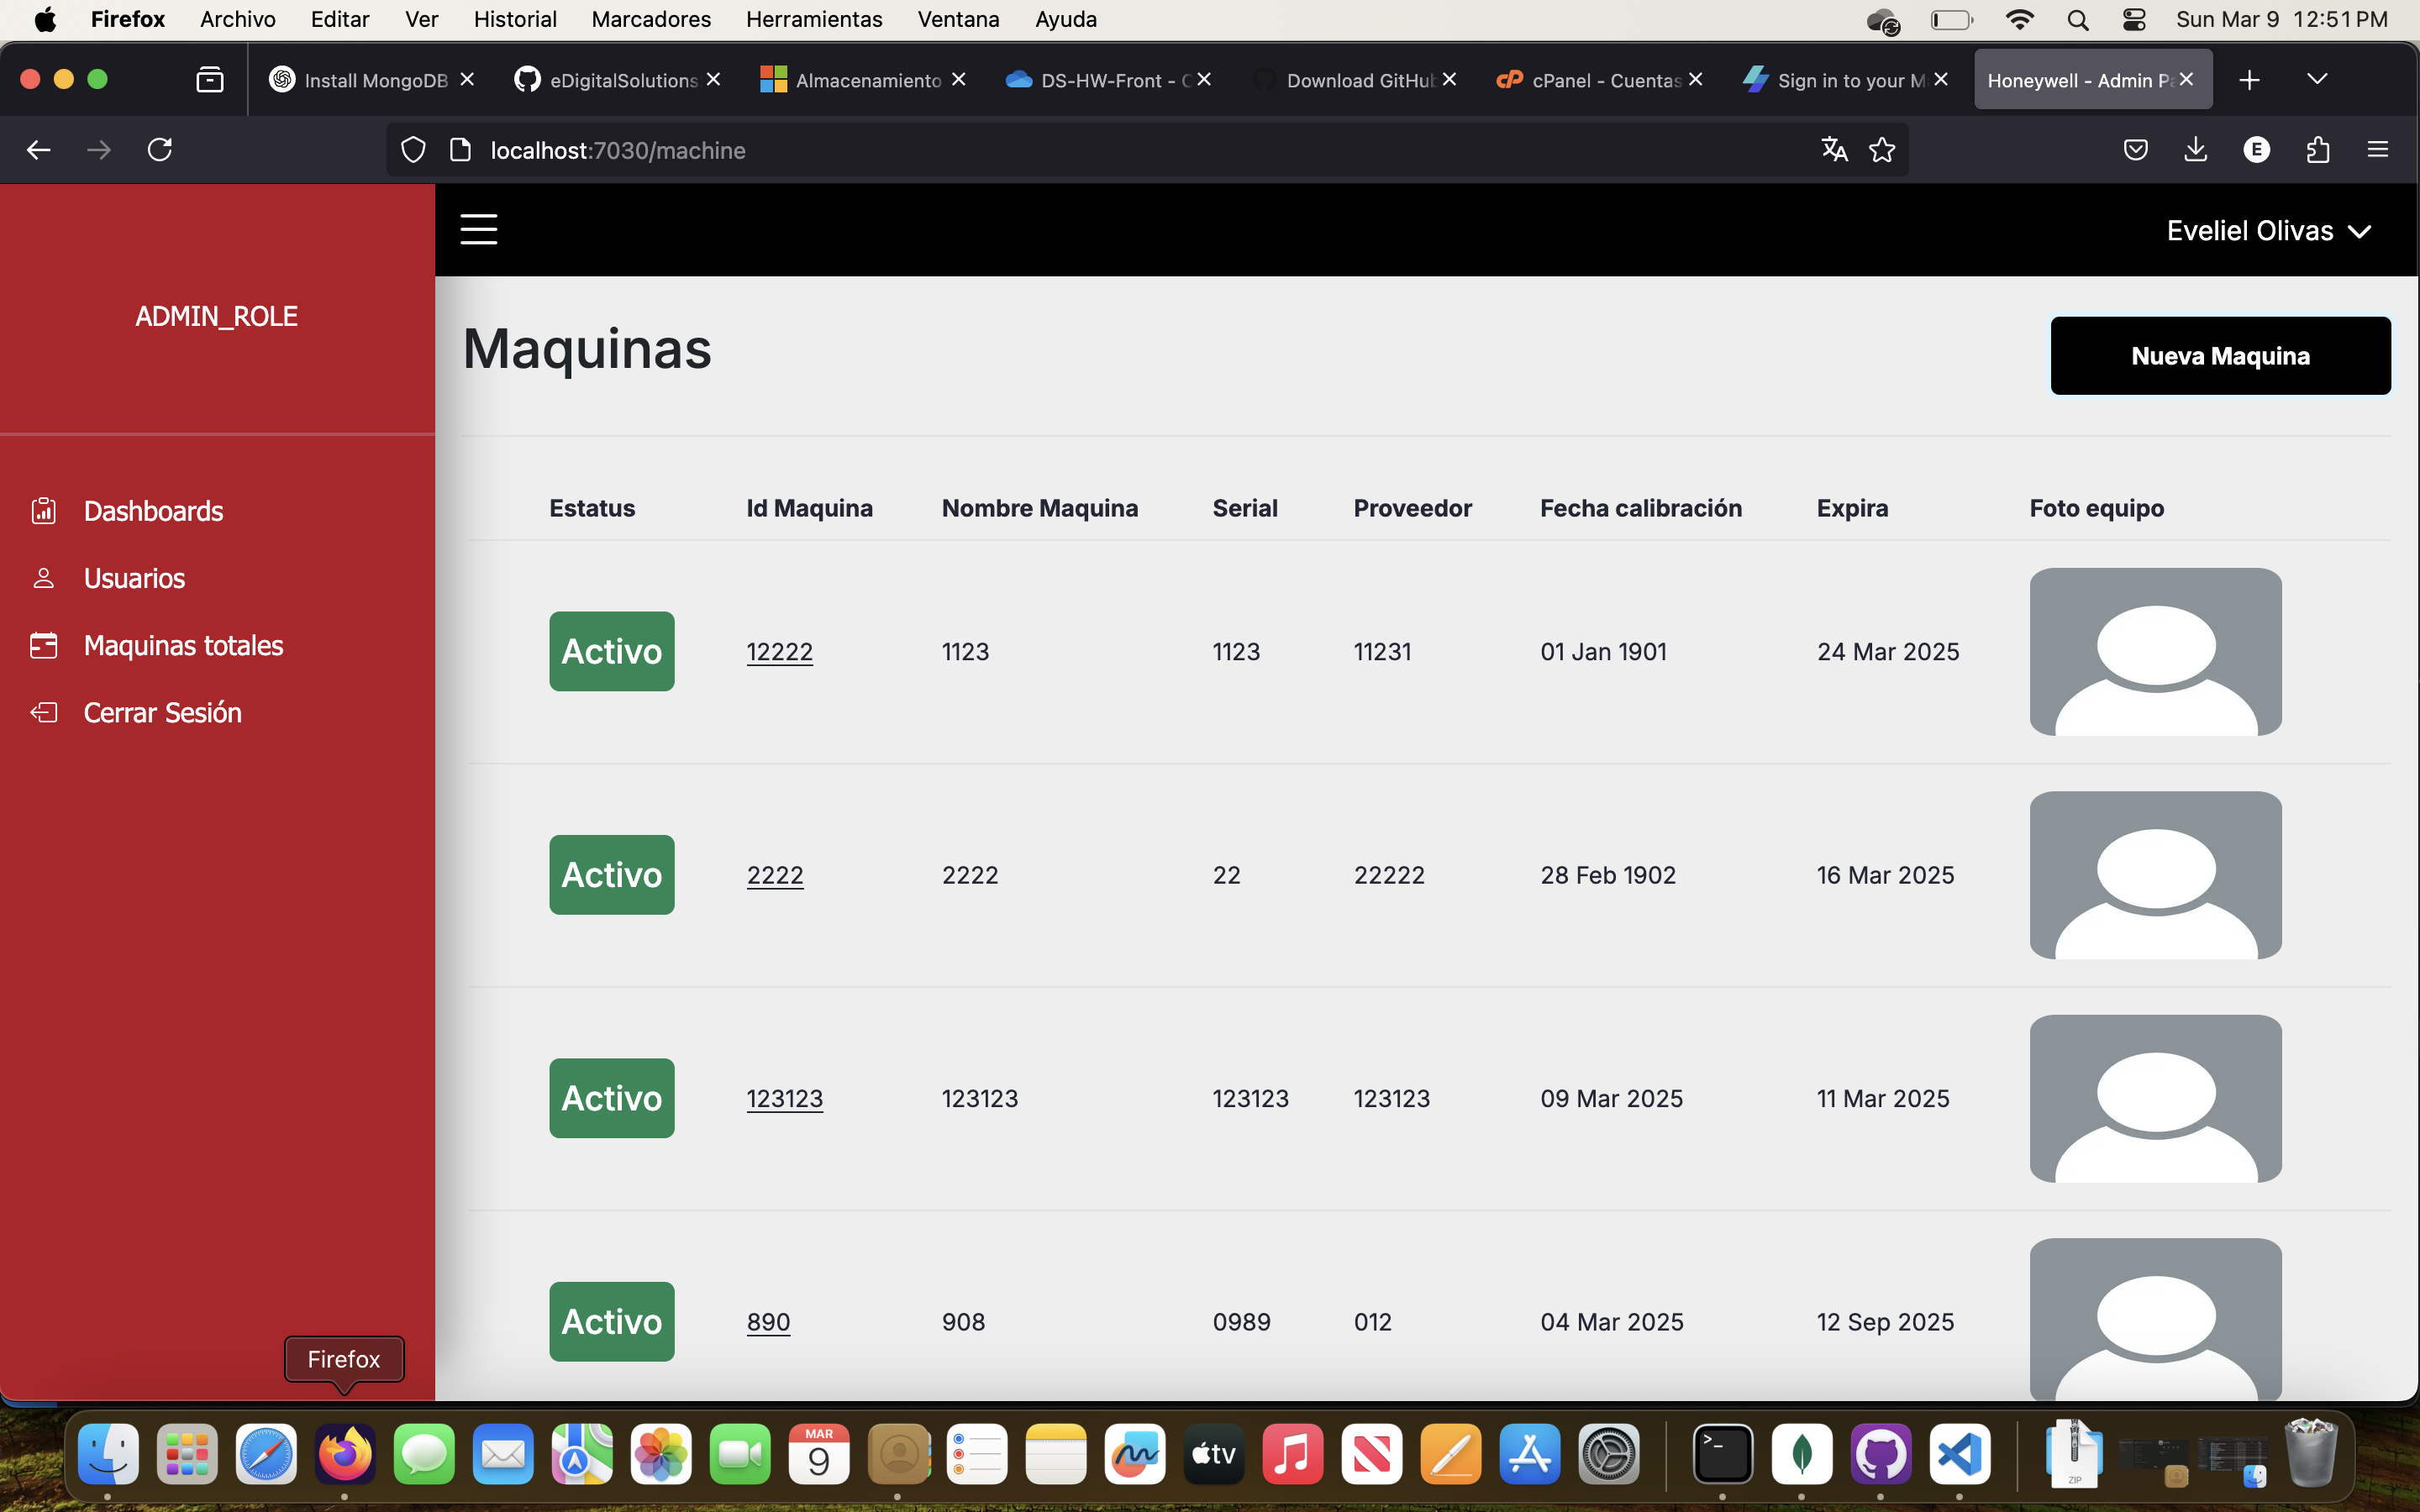 Firefox Archivo Editar Ver Historial Marcadores Herramientas Ventana Ayuda Sun Mar 9 12:51 PM
Install MongoDB eDigitalSolutions Almacenamiento DS-HW-Front - Download GitHub cPanel - Cuentas Sign in to your Honeywell - Admin
localhost:7030/machine E
Eveliel Olivas
ADMIN_ROLE
Maquinas Nueva Maquina
Dashboards
Usuarios
Maquinas totales
Cerrar Sesión
Estatus Id Maquina Nombre Maquina Serial Proveedor Fecha calibración Expira Foto equipo
Activo 12222 1123 1123 11231 01 Jan 1901 24 Mar 2025
Activo 2222 2222 22 22222 28 Feb 1902 16 Mar 2025
Activo 123123 123123 123123 123123 09 Mar 2025 11 Mar 2025
Activo 890 908 0989 012 04 Mar 2025 12 Sep 2025
Firefox
MAR
9
tv
ZIP